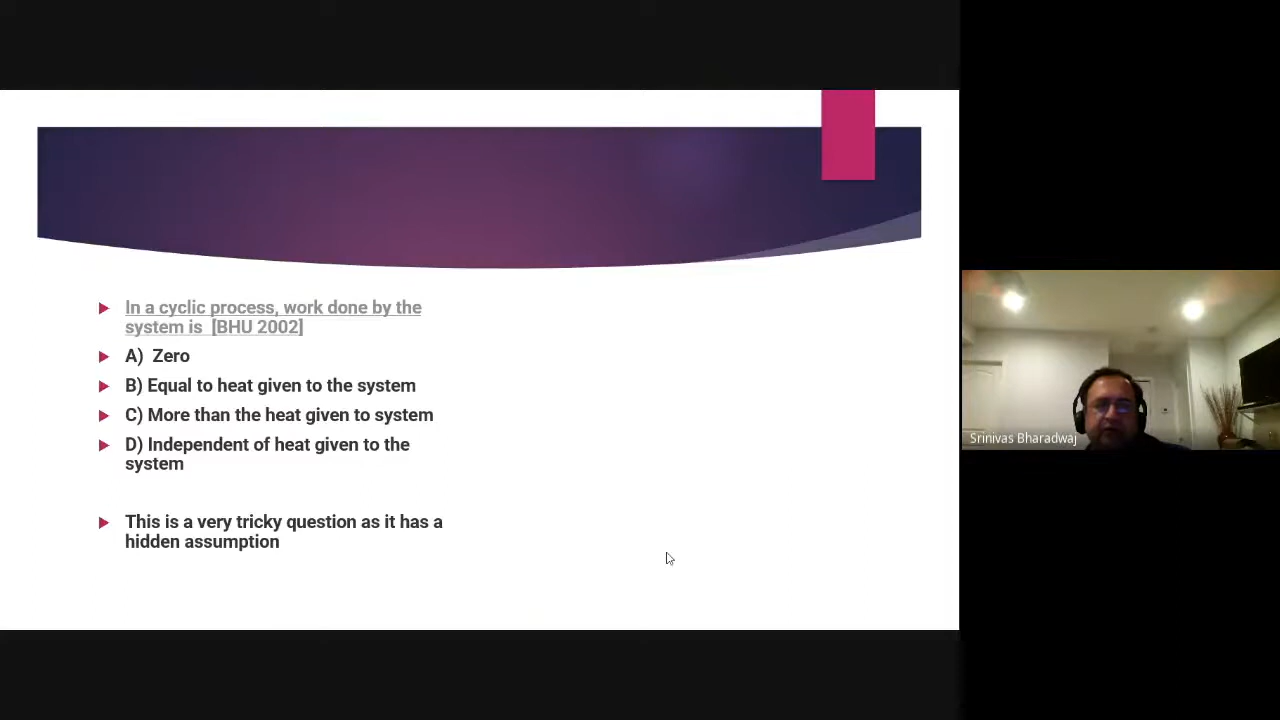 In a cyclic process, work done by the
system is  [BHU 2002]
A)  Zero
B) Equal to heat given to the system
C) More than the heat given to system
D) Independent of heat given to the
system
This is a very tricky question as it has a
hidden assumption
Srinivas Bharadwaj